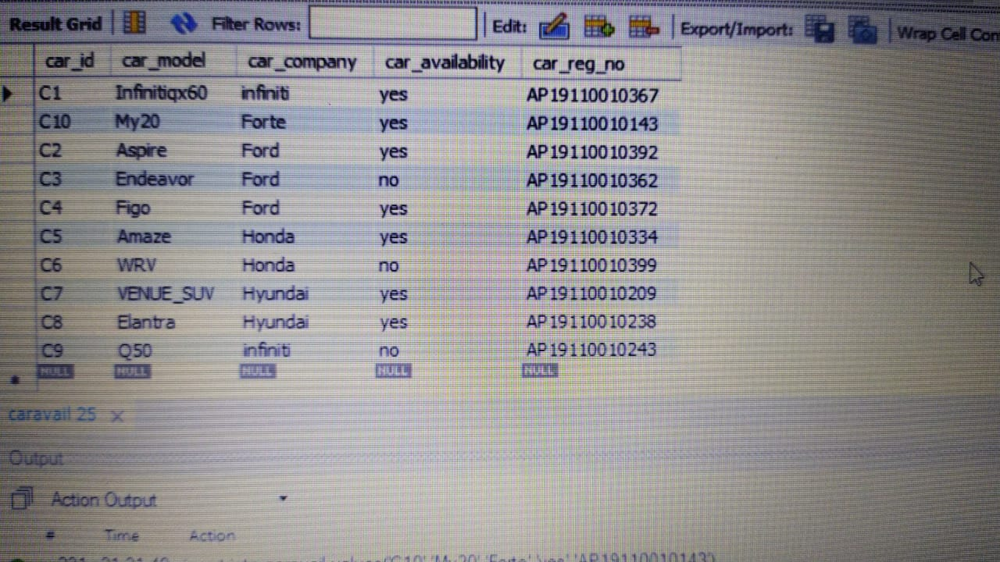 Result Grid Filter Rows: Edit: Export/Import: Wrap Cell Con
car_id car_model car_company car_availability car_reg_no
C1 Infinitiqx60 infiniti yes AP19110010367
C10 My20 Forte yes AP19110010143
C2 Aspire Ford yes AP19110010392
C3 Endeavor Ford no AP19110010362
C4 Figo Ford yes AP19110010372
C5 Amaze Honda yes AP19110010334
C6 WRV Honda no AP19110010399
C7 VENUE_SUV Hyundai yes AP19110010209
C8 Elantra Hyundai yes AP19110010238
C9 Q50 infiniti no AP19110010243
NULL NULL NULL NULL NULL
caravail 25
Output
Action Output
# Time Action
'My20' 'Forte' 'yes' 'AP19110010143')